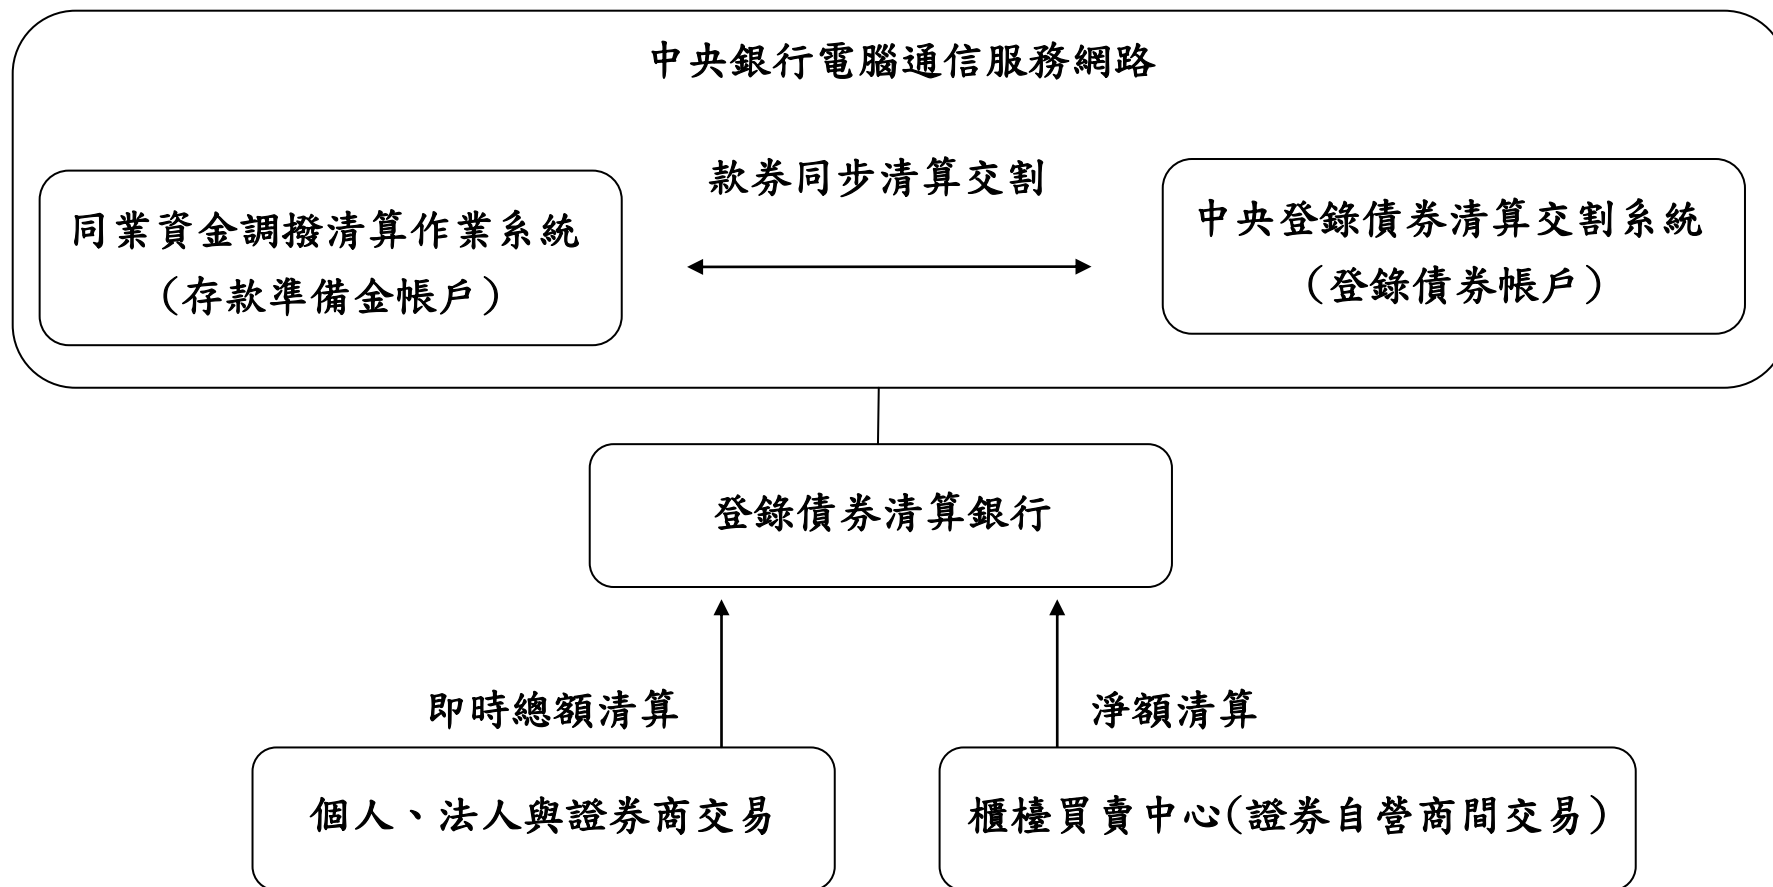 中央銀行電腦通信服務網路
款券同步清算交割
同業資金調撥清算作業系統
(存款準備金帳戶)
中央登錄債券清算交割系統
(登錄債券帳戶)
登錄債券清算銀行
即時總額清算
淨額清算
個人、法人與證券商交易
櫃檯買賣中心(證券自營商間交易)